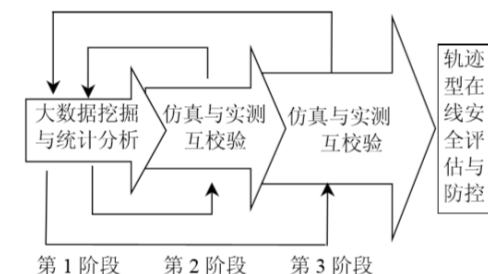 大数据挖掘
与统计分析
仿真与实测
互校验
仿真与实测
互校验
轨迹
型在
线安
全评
估与
防控
第1阶段
第2阶段
第3阶段